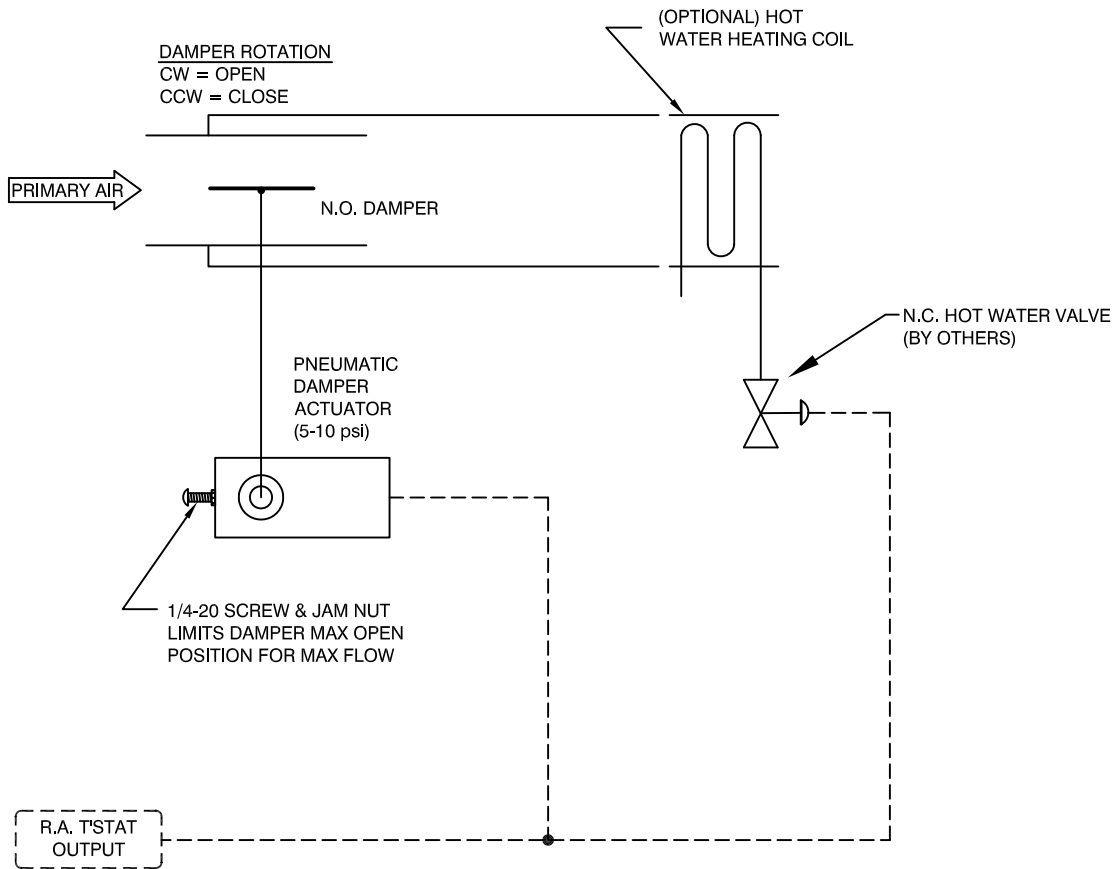 (OPTIONAL) HOT
WATER HEATING COIL
DAMPER ROTATION
CW = OPEN
CCW = CLOSE
PRIMARY AIR
N.O. DAMPER
N.C. HOT WATER VALVE
(BY OTHERS)
PNEUMATIC
DAMPER
ACTUATOR
(5-10 psi)
1/4-20 SCREW & JAM NUT
LIMITS DAMPER MAX OPEN
POSITION FOR MAX FLOW
R.A. T'STAT
OUTPUT